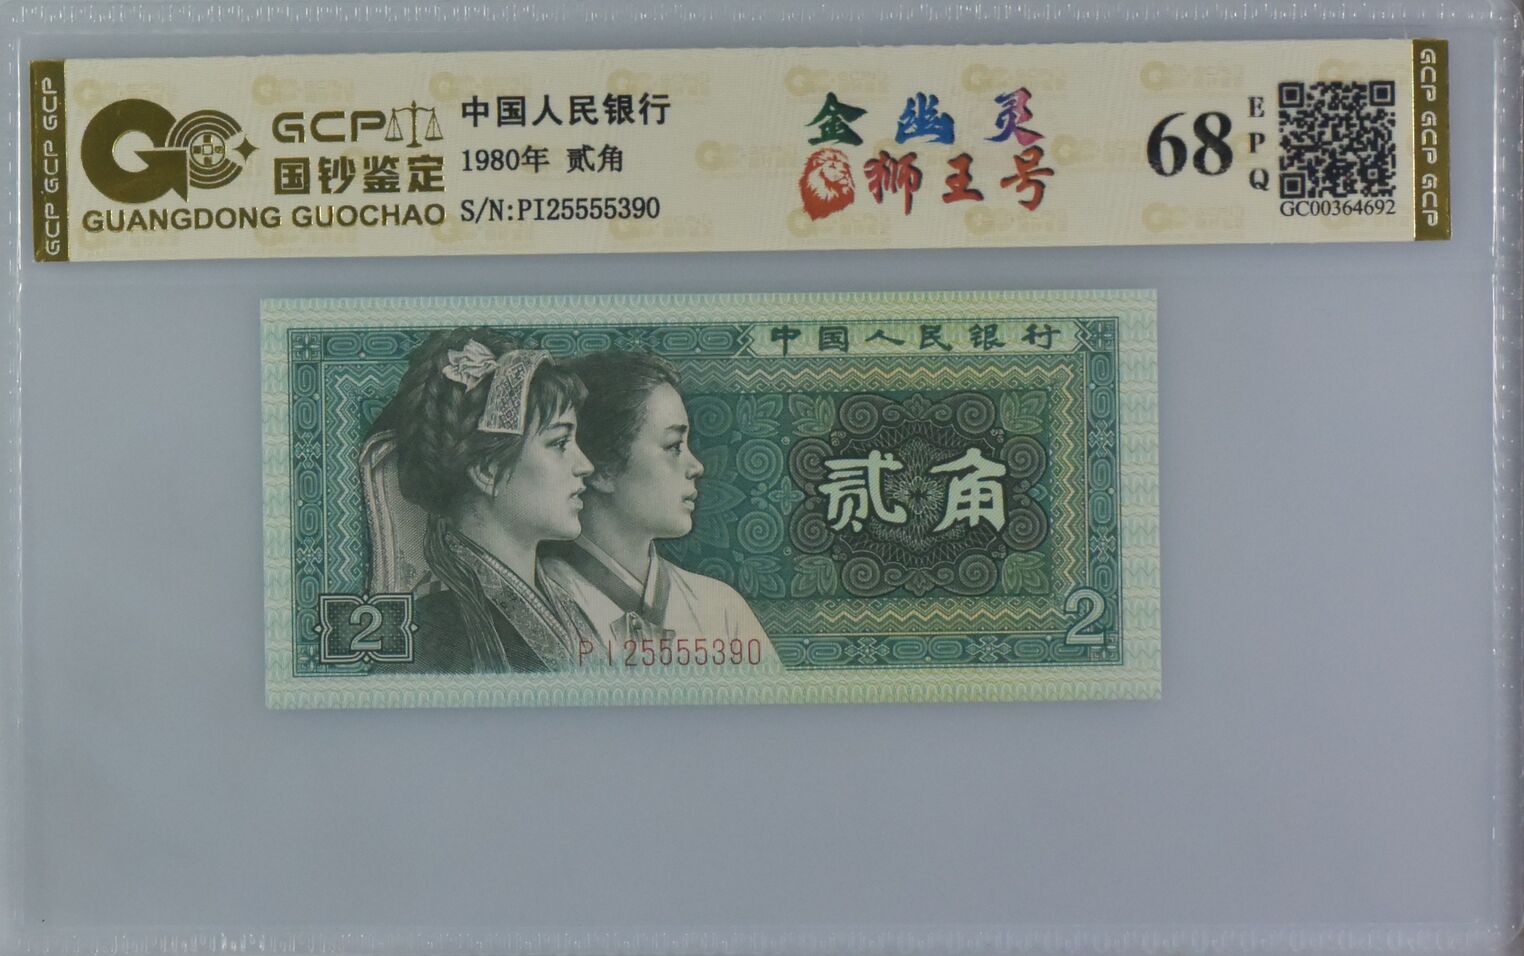 GCP GCP GCP
GCP
国钞鉴定
GUANGDONG GUOCHAO
中国人民银行
1980年 贰角
S/N:PI25555390
金幽灵
狮王号
68
EPQ
GC00364692
GCP GCP GCP
中国人民银行
贰角
2
2
PI25555390